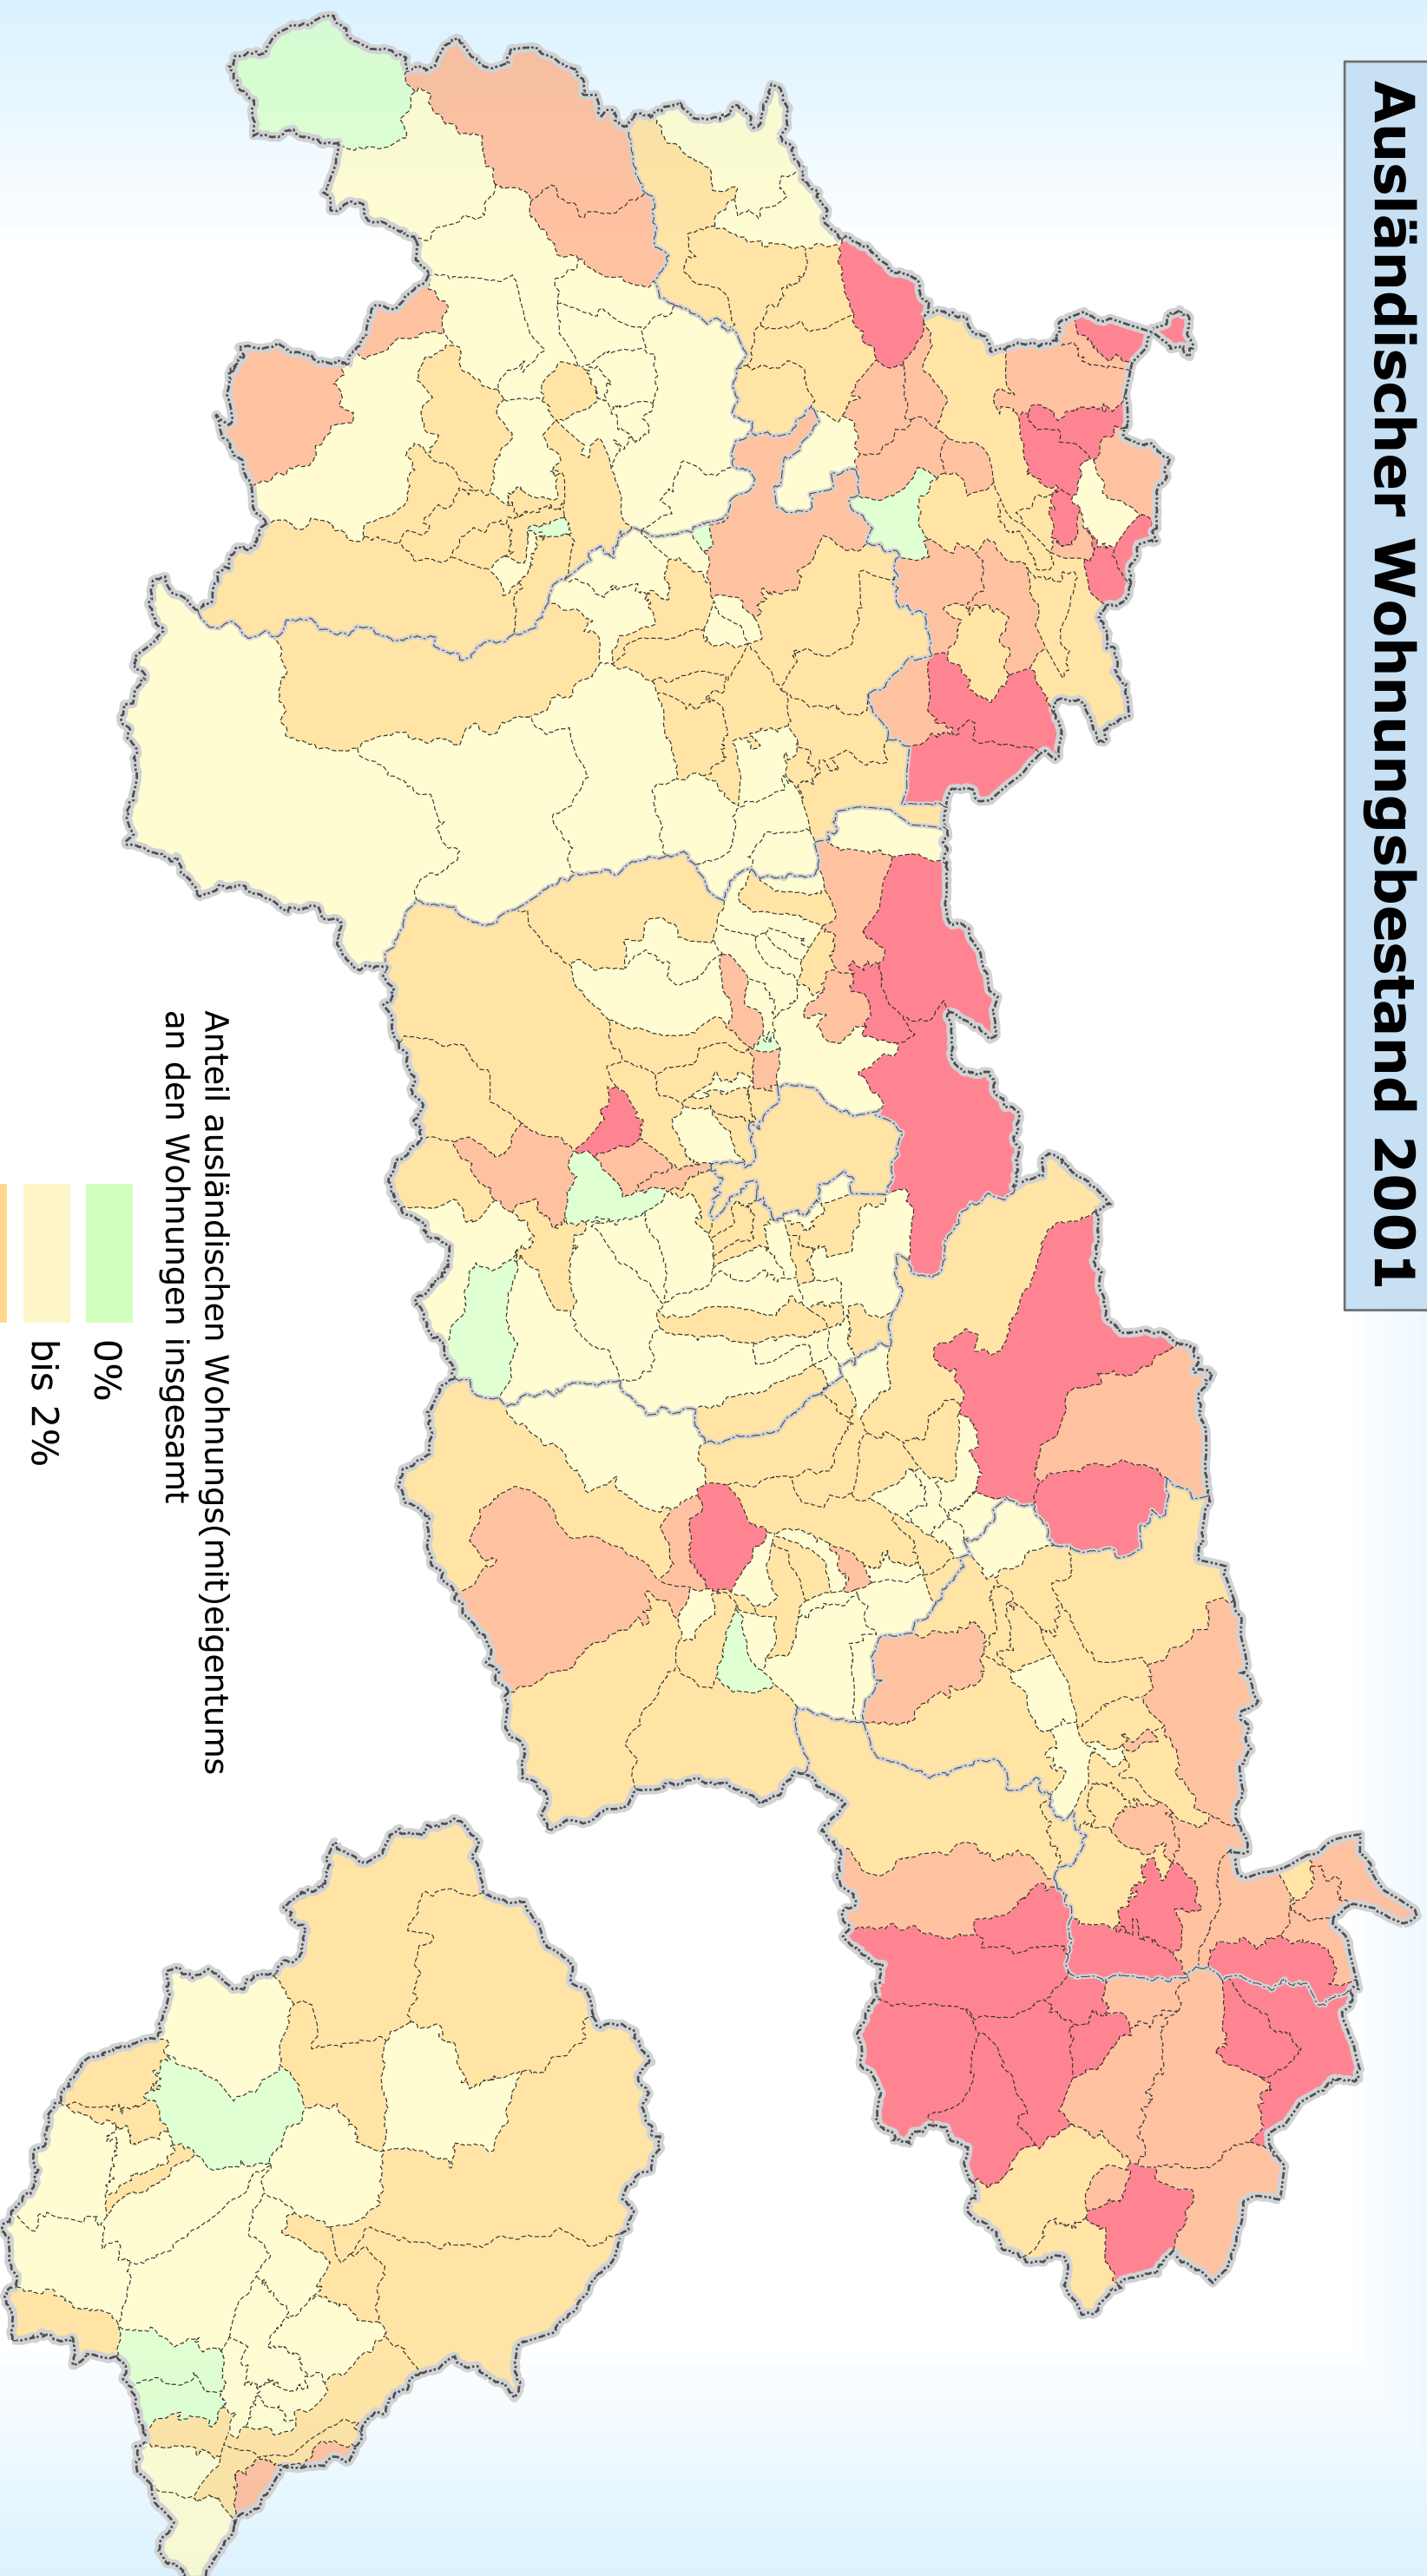 Ausländischer Wohnungsbestand 2001
Anteil ausländischen Wohnungs(mit)eigentums
an den Wohnungen insgesamt
0%
bis 2%